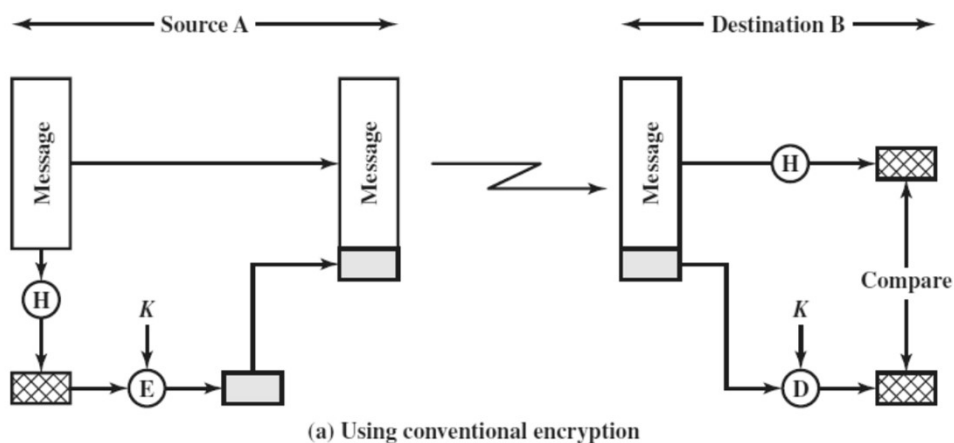 Source A
Destination B
Message
Message
Message
H
H
Compare
K
K
E
D
(a) Using conventional encryption